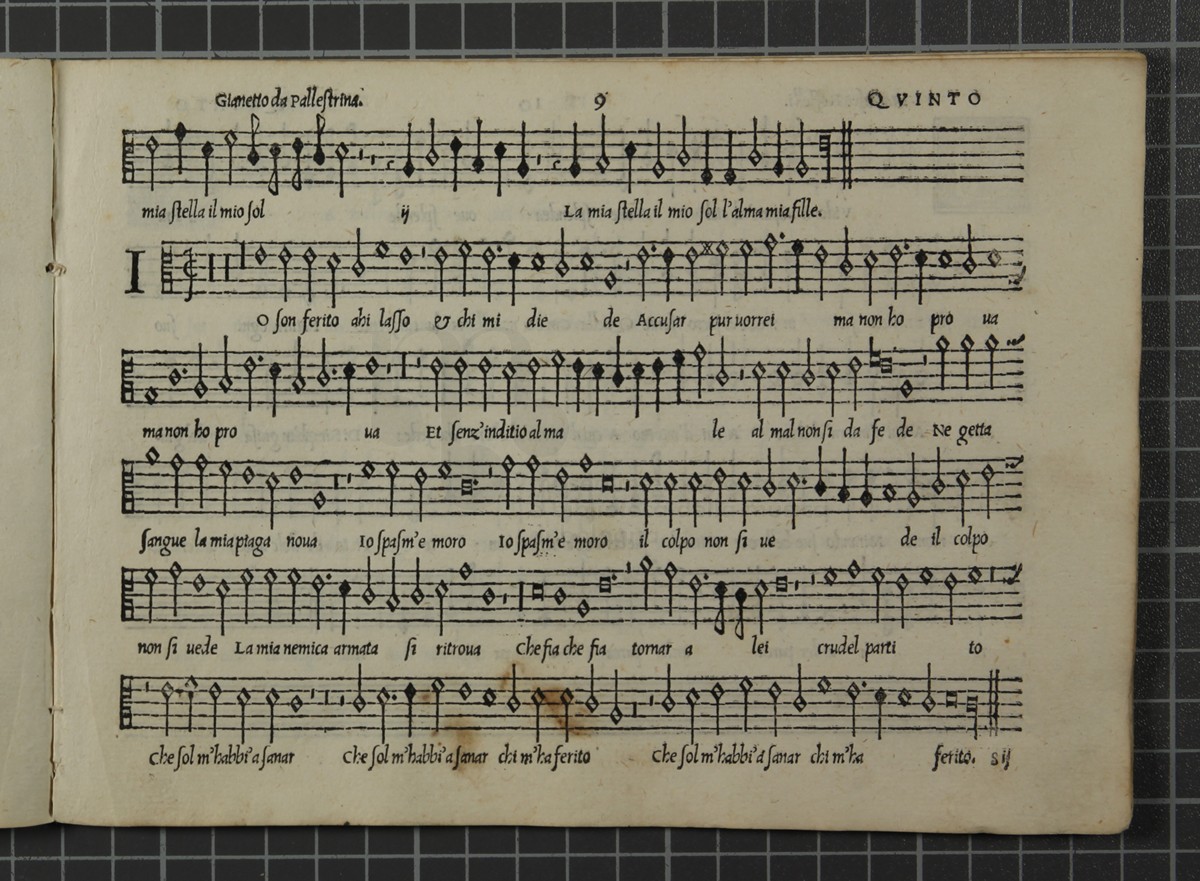 Gianetto da Pallestrina. 9 QVINTO
mia stella il mio sol ij La mia stella il mio sol l'alma mia stille.
IO son ferito ahi lasso & chi mi die de Accusar pur uorrei ma non ho pro ua
ma non ho pro ua Et senz'inditio al ma le al mal non si da fe de Ne getta
sangue la mia piaga noua Io spasm'e moro Io spasm'e moro il colpo non si ue de il colpo
non si uede La mia nemica armata si ritroua Che fia che fia tornar a lei crudel parti to
Che sol m'habbi'a sanar Che sol m'habbi'a sanar chi m'ha ferito Che sol m'habbi'a sanar chi m'ha ferito. B ij